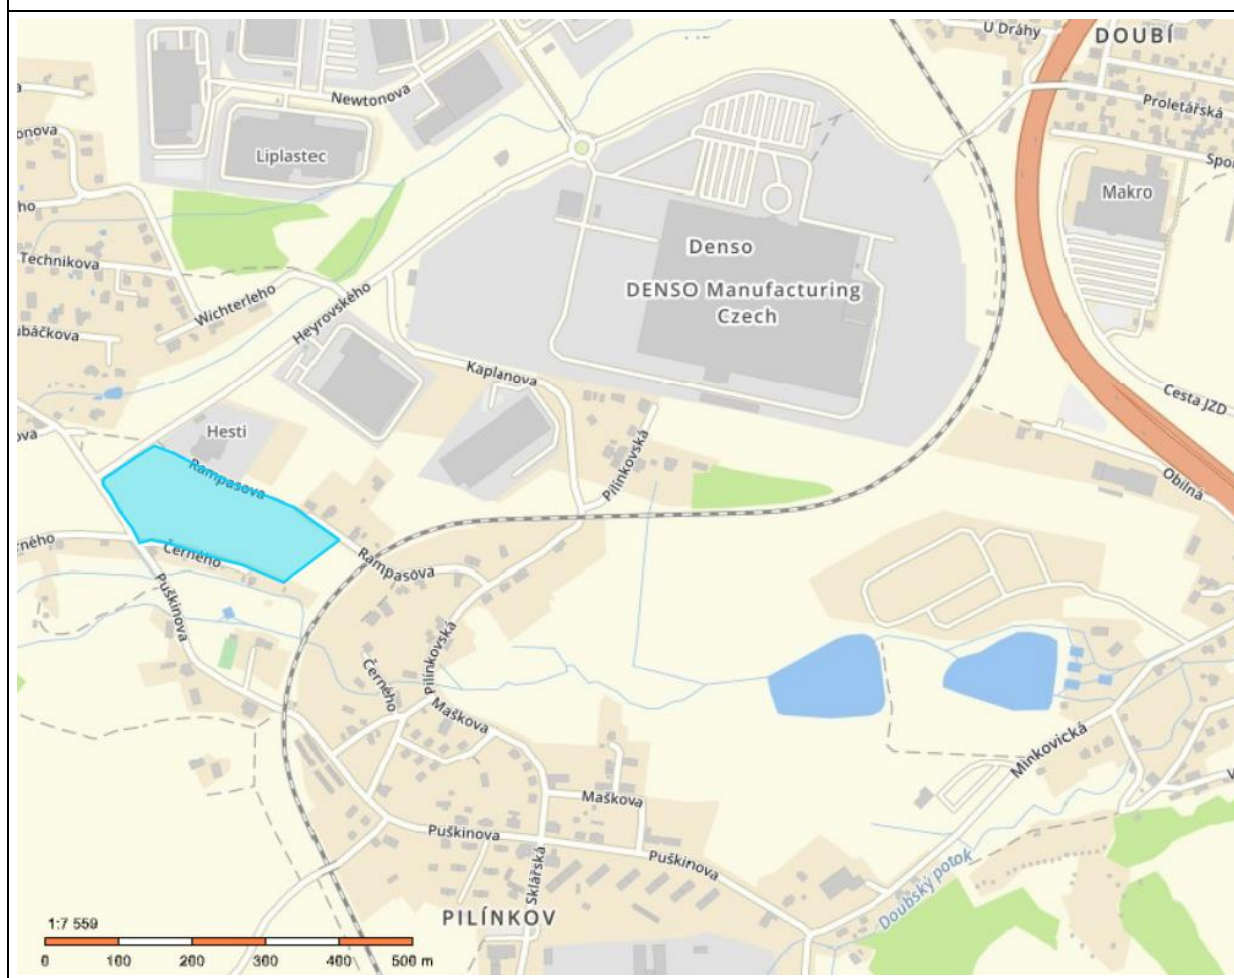 U Dráhy
DOUBÍ
Newtonova
Proletářská
onova
Liplastec
Spor
Makro
ho
Denso
Technikova
DENSO Manufacturing
Czech
Wichterleho
Heyrovského
ubáčkova
Kaplanova
Cesta JZD
Hesti
ova
Pilínkovská
Rampasova
Obilná
erného
Černého
Rampasova
Puškinova
Pilínkovská
Černého
Maškova
Minkovická
Maškova
Puškinova
Puškinova
Sklářská
Doubský potok
PILÍNKOV
1:7 559
0 100 200 300 400 500 m